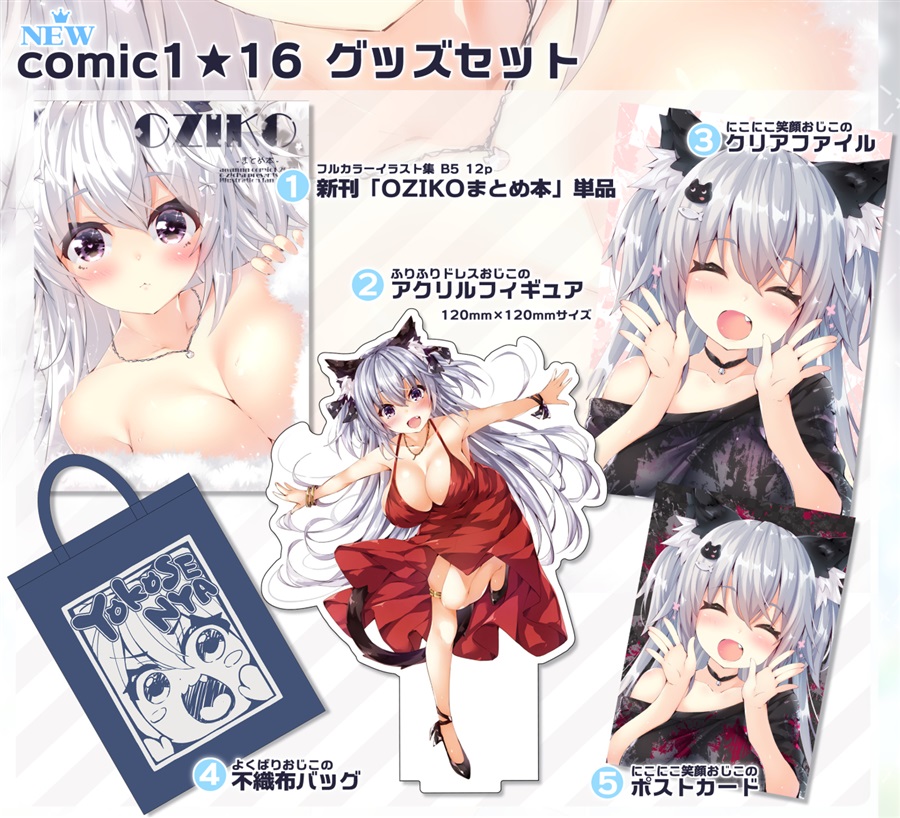 NEW
comic1★16 グッズセット
OZIKO
-まとめ本-
1
フルカラーイラスト集 B5 12p
新刊「OZIKOまとめ本」単品
2
ふりふりドレスおじこの
アクリルフィギュア
120mm×120mmサイズ
3
にこにこ笑顔おじこの
クリアファイル
YOKOSE
NYA
4
よくばりおじこの
不織布バッグ
5
にこにこ笑顔おじこの
ポストカード